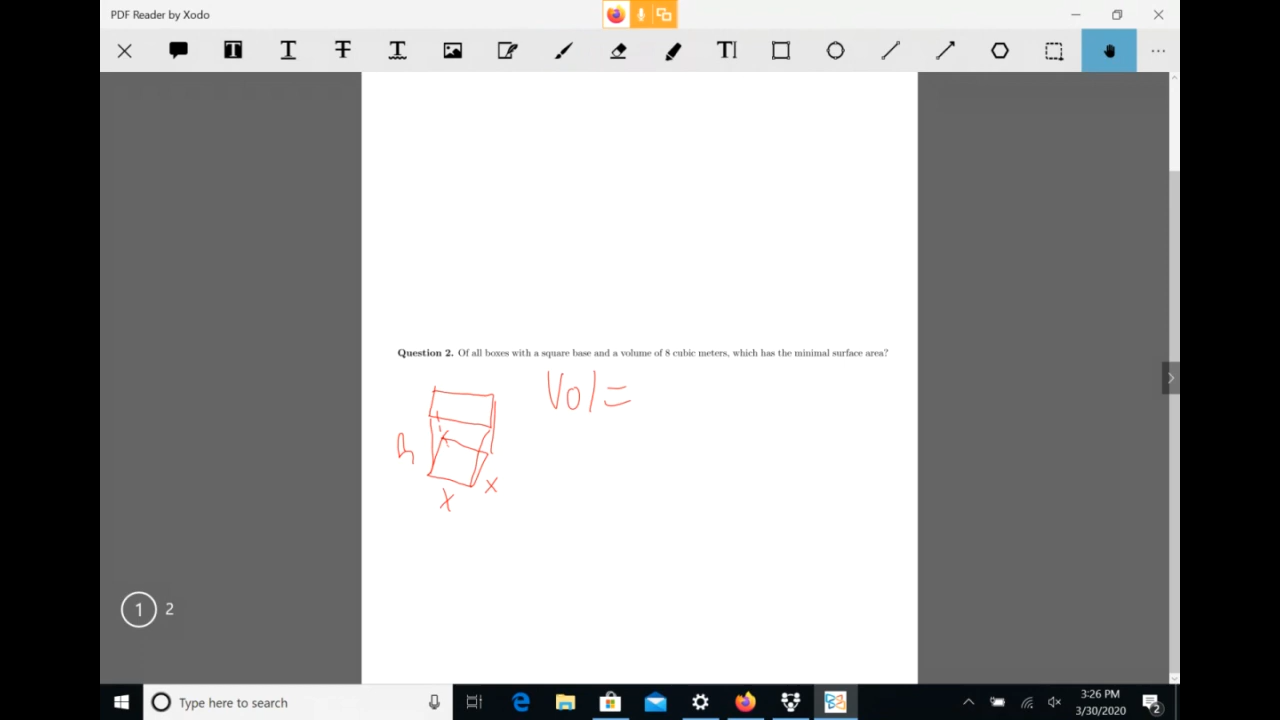 PDF Reader by Xodo
Question 2. Of all boxes with a square base and a volume of 8 cubic meters, which has the minimal surface area?
Vol =
h
x
x
1 2
Type here to search
3:26 PM
3/30/2020
2